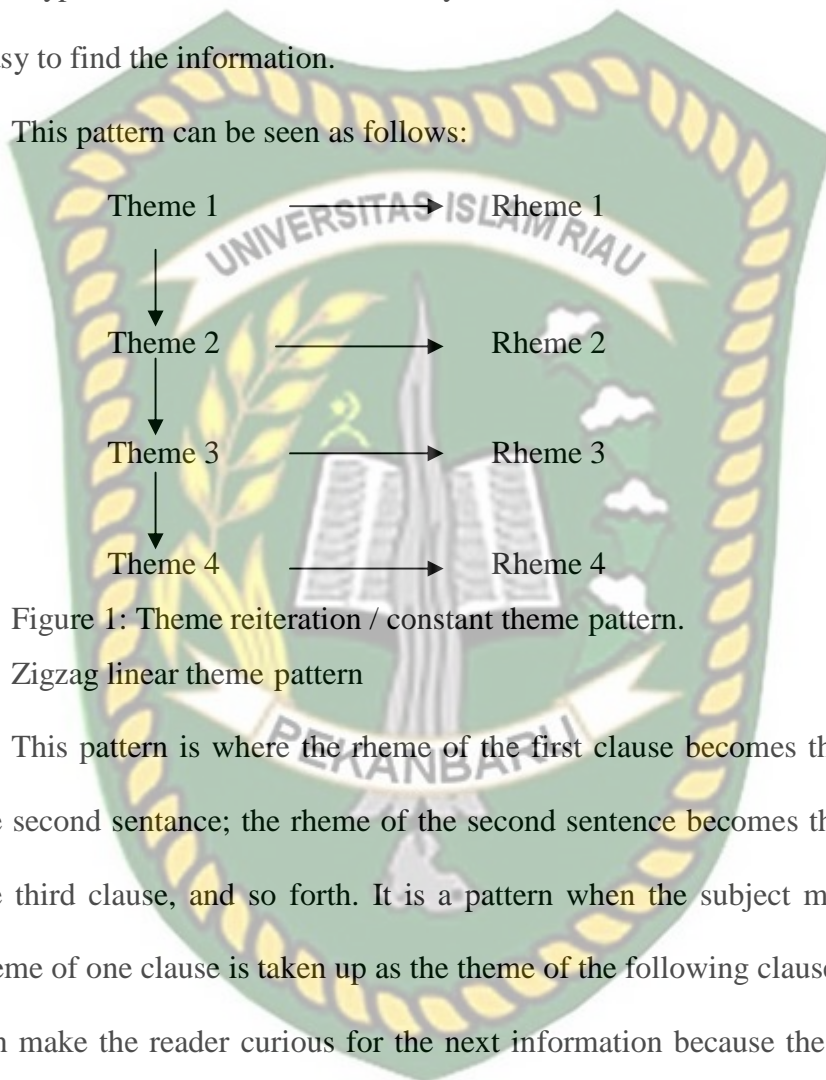 sy to find the information.
This pattern can be seen as follows:
Theme 1 Rheme 1
UNIVERSITAS ISLAM RIAU
Theme 2 Rheme 2
Theme 3 Rheme 3
Theme 4 Rheme 4
Figure 1: Theme reiteration / constant theme pattern.
Zigzag linear theme pattern
PEKANBARU
This pattern is where the rheme of the first clause becomes th
e second sentance; the rheme of the second sentence becomes th
e third clause, and so forth. It is a pattern when the subject m
eme of one clause is taken up as the theme of the following clause
n make the reader curious for the next information because the